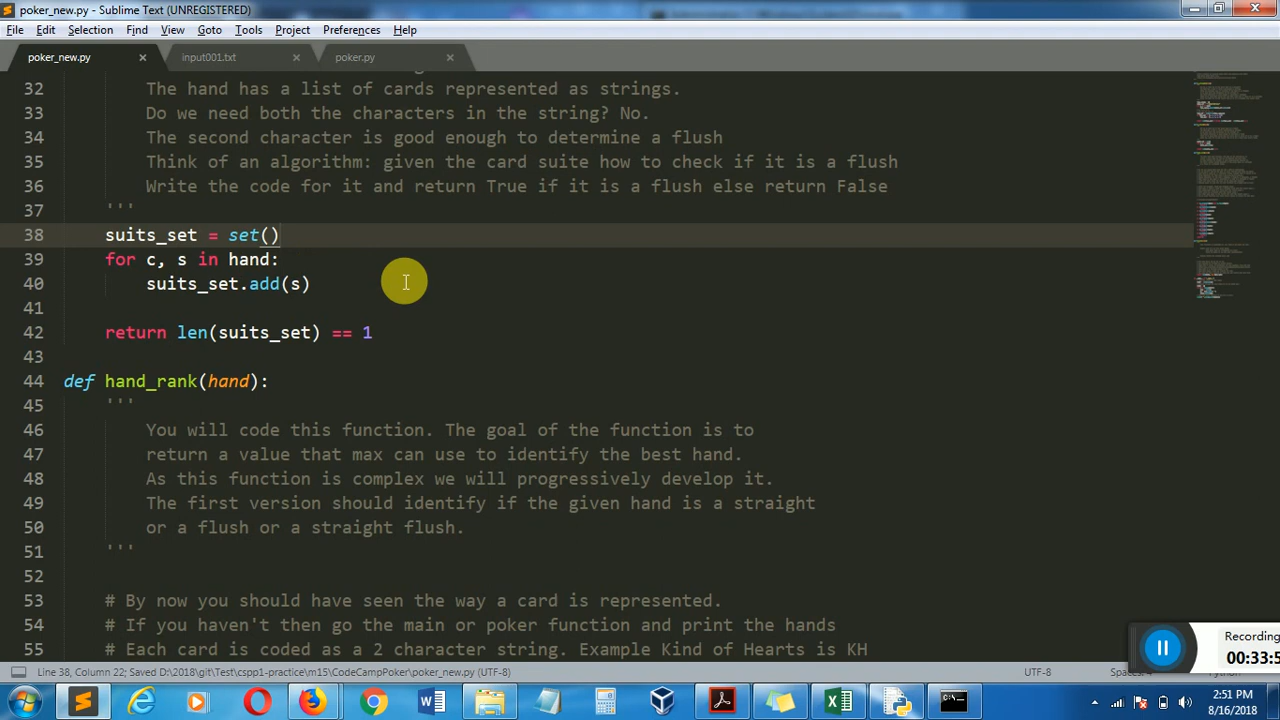 poker_new.py - Sublime Text (UNREGISTERED)
File Edit Selection Find View Goto Tools Project Preferences Help
poker_new.py input001.txt poker.py
32 The hand has a list of cards represented as strings.
33 Do we need both the characters in the string? No.
34 The second character is good enough to determine a flush
35 Think of an algorithm: given the card suite how to check if it is a flush
36 Write the code for it and return True if it is a flush else return False
37 '''
38 suits_set = set()
39 for c, s in hand:
40 suits_set.add(s)
41
42 return len(suits_set) == 1
43
44 def hand_rank(hand):
45 '''
46 You will code this function. The goal of the function is to
47 return a value that max can use to identify the best hand.
48 As this function is complex we will progressively develop it.
49 The first version should identify if the given hand is a straight
50 or a flush or a straight flush.
51 '''
52
53 # By now you should have seen the way a card is represented.
54 # If you haven't then go the main or poker function and print the hands
55 # Each card is coded as a 2 character string. Example Kind of Hearts is KH
Recording
00:33:5
Line 38, Column 22; Saved D:\2018\git\Test\cspp1-practice\m15\CodeCampPoker\poker_new.py (UTF-8) UTF-8
2:51 PM
8/16/2018